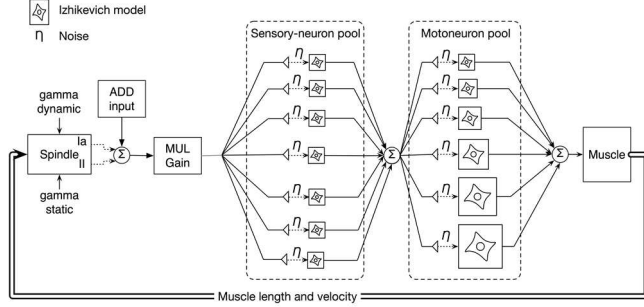 Izhikevich model
η Noise
Sensory-neuron pool
Motoneuron pool
gamma
dynamic
ADD
input
Ia
Spindle
II
Σ
MUL
Gain
gamma
static
η
η
η
η
η
η
η
Σ
η
η
η
η
η
η
Σ
Muscle
Muscle length and velocity